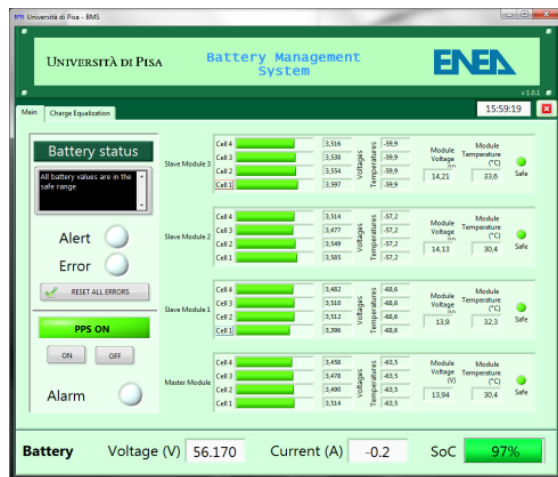 Università di Pisa - BMS
UNIVERSITÀ DI PISA
Battery Management
System
ENEA
v 1.0.1
Main
Charge Equalization
15:59:19
Battery status
All battery values are in the
safe range
Alert
Error
RESET ALL ERRORS
PPS ON
ON
OFF
Alarm
Slave Module 3
Cell 4 3,516 -59,9
Cell 3 3,538 -59,9
Cell 2 3,554 -59,9
Cell 1 3,597 -59,9
Voltages
Temperatures
Module
Voltage
14,21
Module
Temperature
(°C)
33,6
Safe
Slave Module 2
Cell 4 3,514 -57,2
Cell 3 3,477 -57,2
Cell 2 3,549 -57,2
Cell 1 3,585 -57,2
Voltages
Temperatures
Module
Voltage
14,13
Module
Temperature
(°C)
30,4
Safe
Slave Module 1
Cell 4 3,482 -68,6
Cell 3 3,510 -68,6
Cell 2 3,512 -68,6
Cell 1 3,396 -68,6
Voltages
Temperatures
Module
Voltage
13,9
Module
Temperature
(°C)
32,3
Safe
Master Module
Cell 4 3,458 -63,5
Cell 3 3,478 -63,5
Cell 2 3,490 -63,5
Cell 1 3,514 -63,5
Voltages
Temperatures
Module
Voltage
(V)
13,94
Module
Temperature
(°C)
30,4
Safe
Battery
Voltage (V) 56.170
Current (A) -0.2
SoC 97%